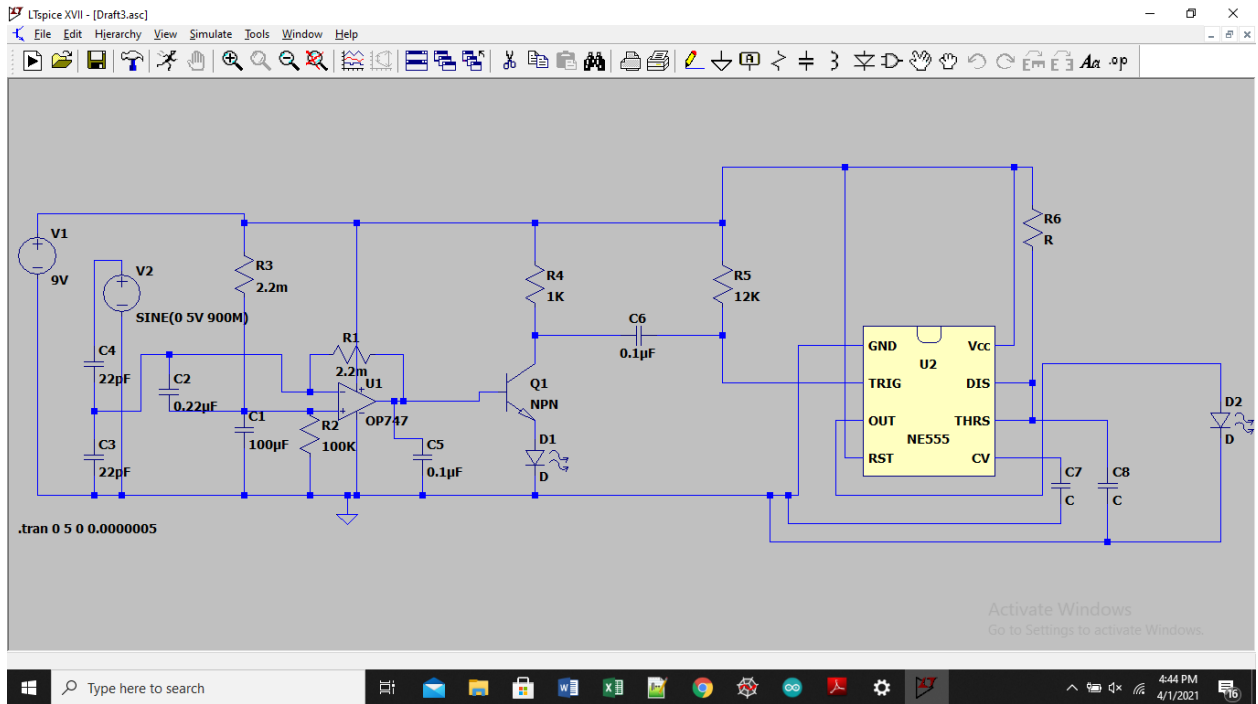 LTspice XVII - [Draft3.asc]
File Edit Hierarchy View Simulate Tools Window Help
V1
9V
V2
SINE(0 5V 900M)
R3
2.2m
C4
22pF
C2
0.22µF
C3
22pF
C1
100µF
R1
2.2m
U1
OP747
R2
100K
C5
0.1µF
R4
1K
Q1
NPN
D1
D
C6
0.1µF
R5
12K
R6
R
GND
TRIG
OUT
RST
U2
NE555
Vcc
DIS
THRS
CV
C7
C
C8
C
D2
D
.tran 0 5 0 0.0000005
Activate Windows
Go to Settings to activate Windows.
Type here to search
4:44 PM
4/1/2021
16